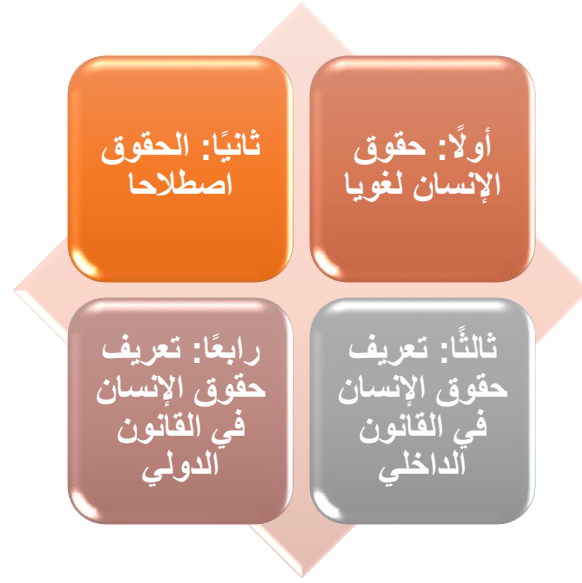 أولًا: حقوق
الإنسان لغويا
ثانيًا: الحقوق
اصطلاحا
ثالثًا: تعريف
حقوق الإنسان
في القانون
الداخلي
رابعًا: تعريف
حقوق الإنسان
في القانون
الدولي